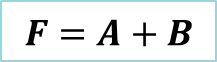 F = A + B